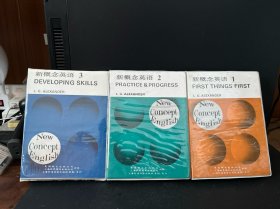 新概念英语 3
DEVELOPING SKILLS
L. G. ALEXANDER
New
Concept
English
新概念英语 2
PRACTICE & PROGRESS
L. G. ALEXANDER
New
Concept
English
新概念英语 1
FIRST THINGS FIRST
L. G. ALEXANDER
New
Concept
English